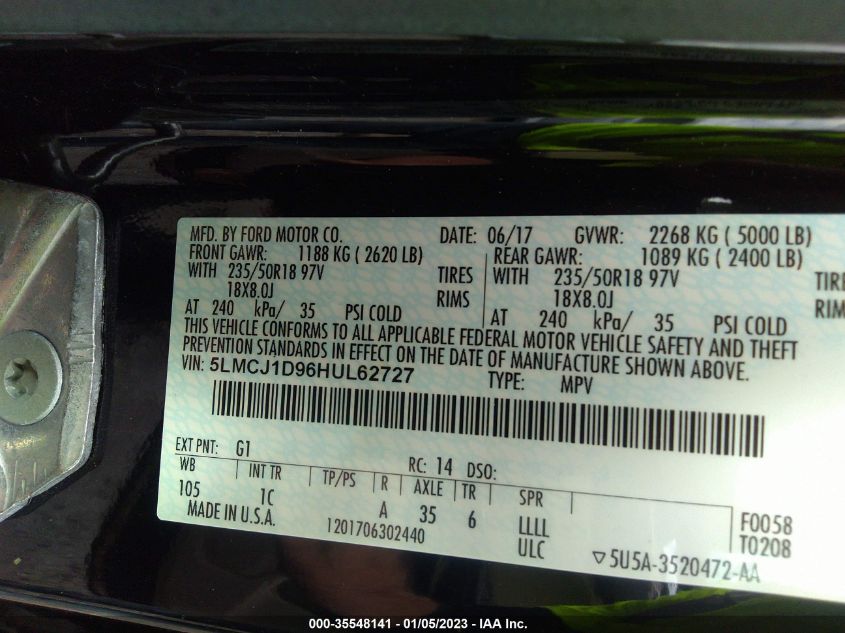 MFD. BY FORD MOTOR CO. DATE: 06/17 GVWR: 2268 KG ( 5000 LB)
FRONT GAWR: 1188 KG ( 2620 LB) REAR GAWR: 1089 KG ( 2400 LB)
WITH 235/50R18 97V TIRES WITH 235/50R18 97V TIRE
18X8.0J RIMS 18X8.0J RIM
AT 240 kPa/ 35 PSI COLD AT 240 kPa/ 35 PSI COLD
THIS VEHICLE CONFORMS TO ALL APPLICABLE FEDERAL MOTOR VEHICLE SAFETY AND THEFT
PREVENTION STANDARDS IN EFFECT ON THE DATE OF MANUFACTURE SHOWN ABOVE.
VIN: 5LMCJ1D96HUL62727 TYPE: MPV
EXT PNT: G1 RC: 14 DSO:
WB INT TR TP/PS R AXLE TR SPR
105 1C A 35 6 LLLL F0058
MADE IN U.S.A. 1201706302440 ULC T0208
▽5U5A-3520472-AA
000-35548141 - 01/05/2023 - IAA Inc.